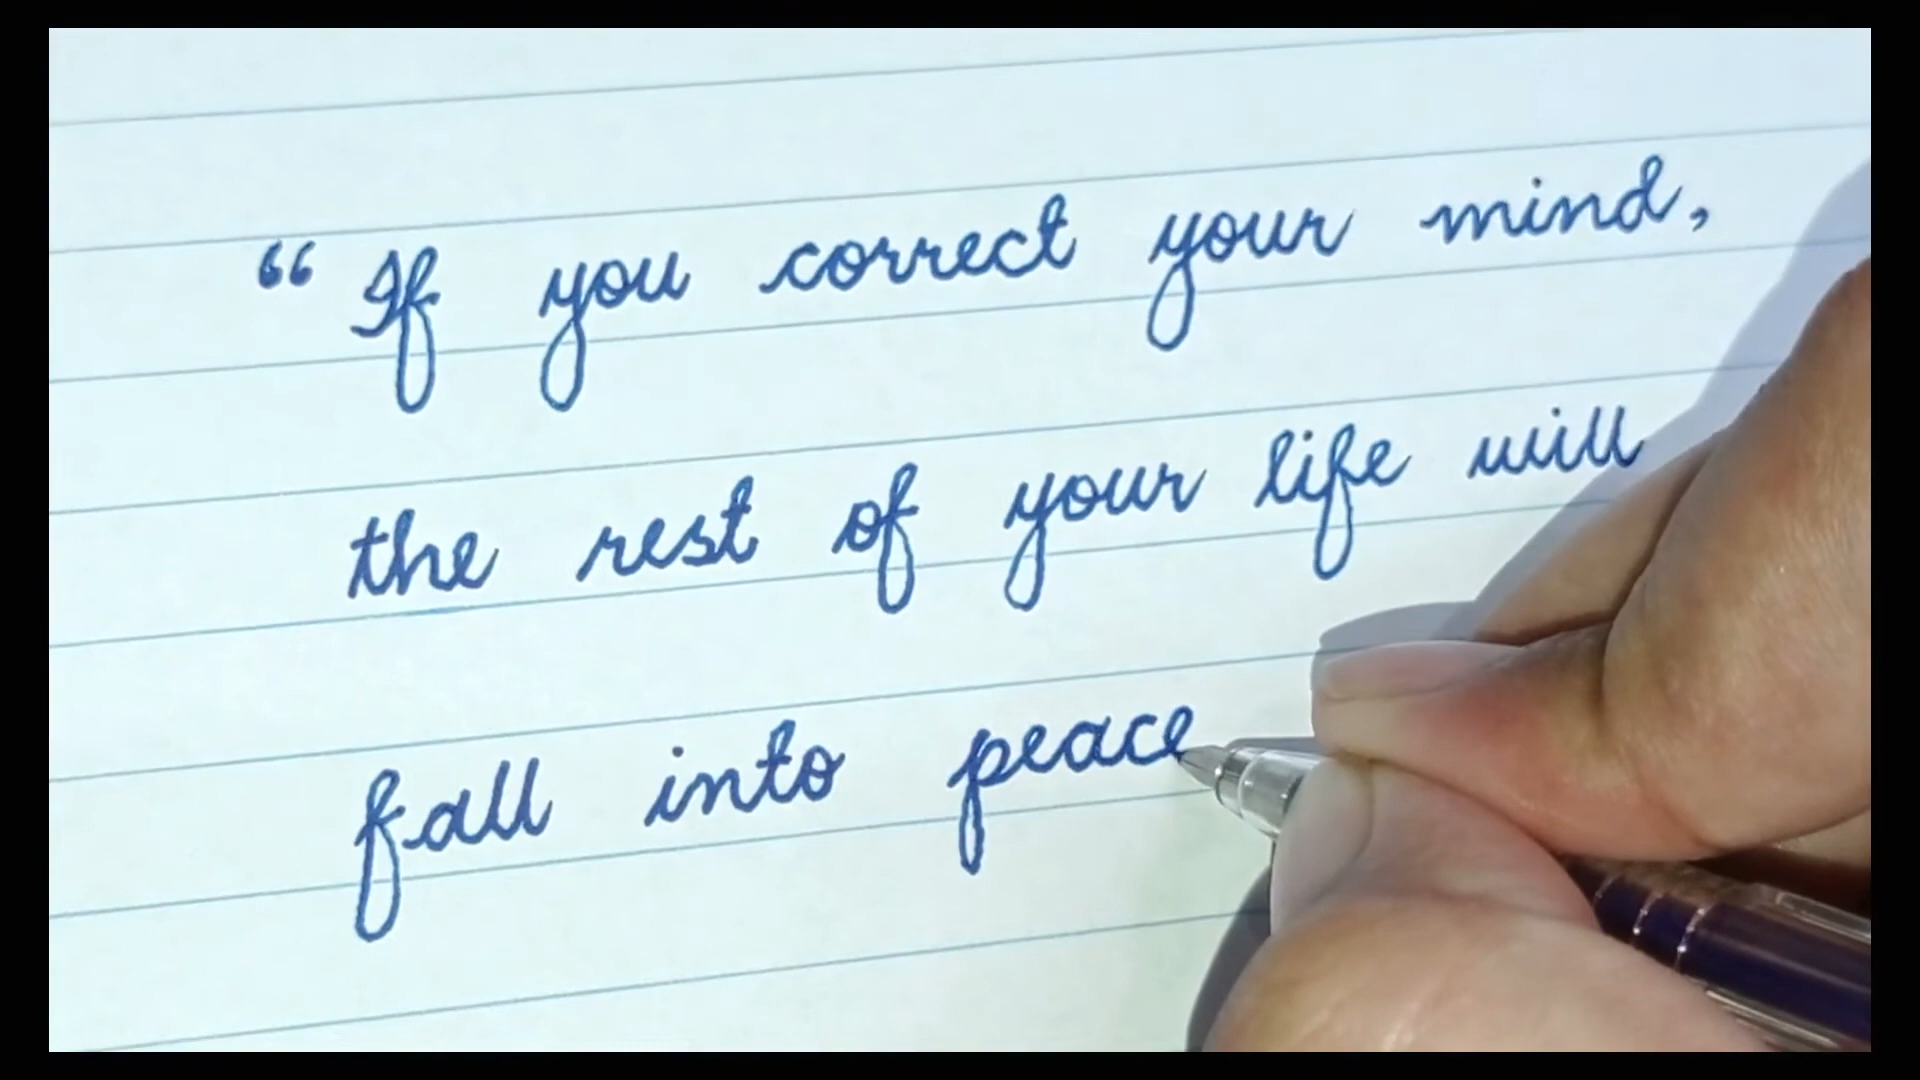 “If you correct your mind,
the rest of your life will
fall into peace